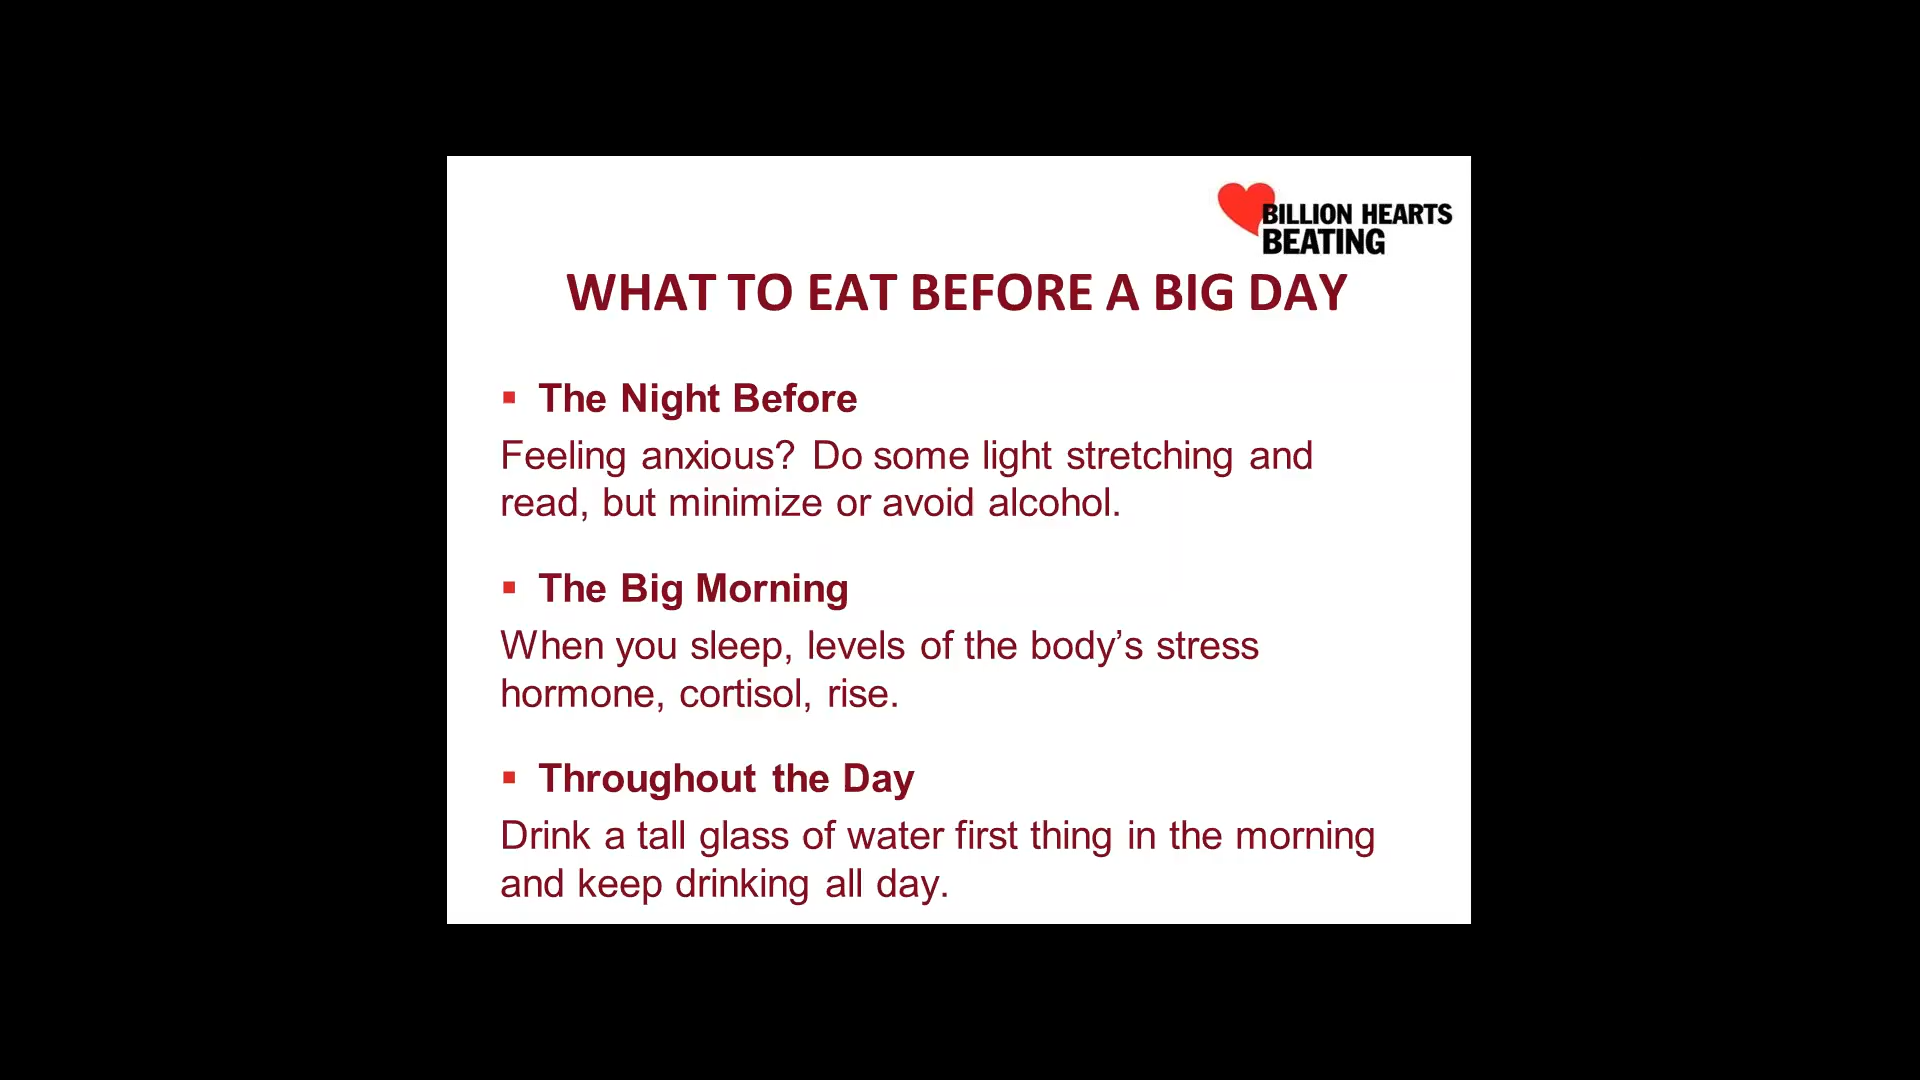 BILLION HEARTS
BEATING
WHAT TO EAT BEFORE A BIG DAY
▪ The Night Before
Feeling anxious? Do some light stretching and
read, but minimize or avoid alcohol.
▪ The Big Morning
When you sleep, levels of the body’s stress
hormone, cortisol, rise.
▪ Throughout the Day
Drink a tall glass of water first thing in the morning
and keep drinking all day.